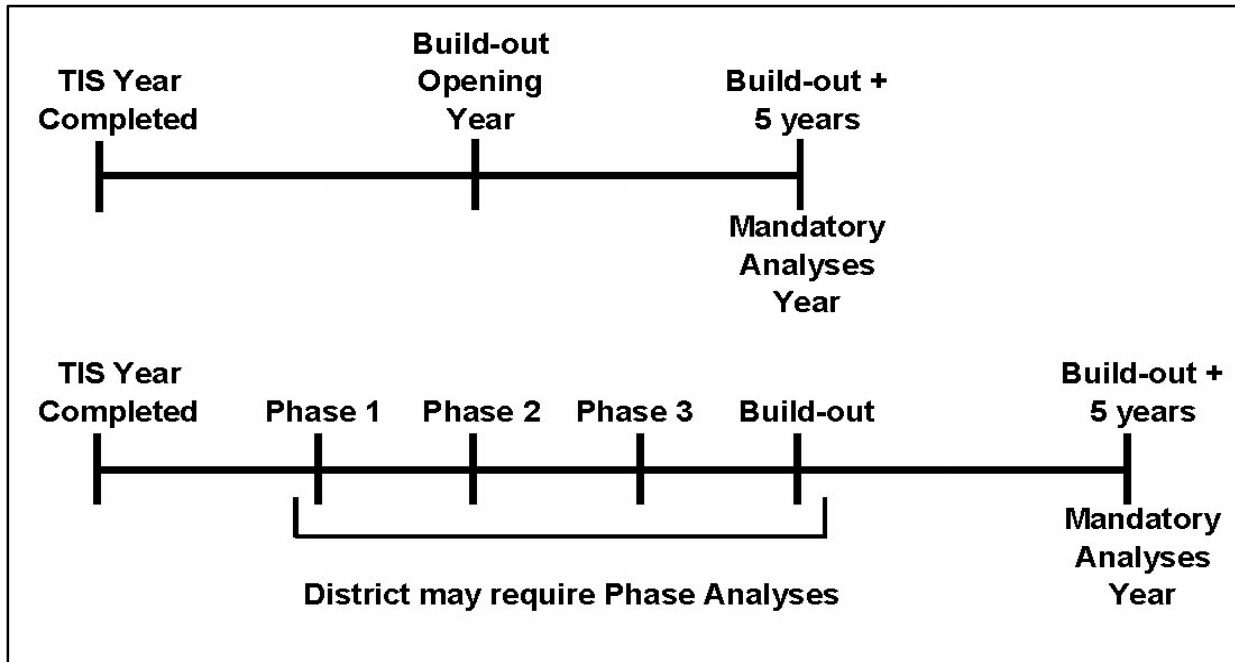 TIS Year
Completed
Build-out
Opening
Year
Build-out +
5 years
Mandatory
Analyses
Year
TIS Year
Completed
Phase 1
Phase 2
Phase 3
Build-out
Build-out +
5 years
Mandatory
Analyses
Year
District may require Phase Analyses